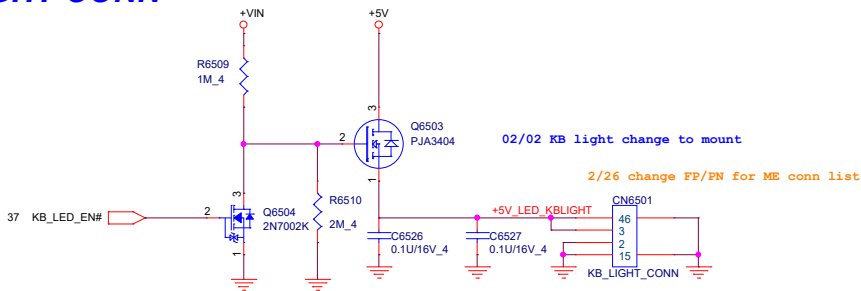 CONN
+VIN
+5V
R6509
1M_4
3
Q6503
PJA3404
2
1
02/02 KB light change to mount
2/26 change FP/PN for ME conn list
37 KB_LED_EN#
2
3
Q6504
2N7002K
1
R6510
2M_4
+5V_LED_KBLIGHT
CN6501
C6526
0.1U/16V_4
C6527
0.1U/16V_4
46
3
2
15
KB_LIGHT_CONN